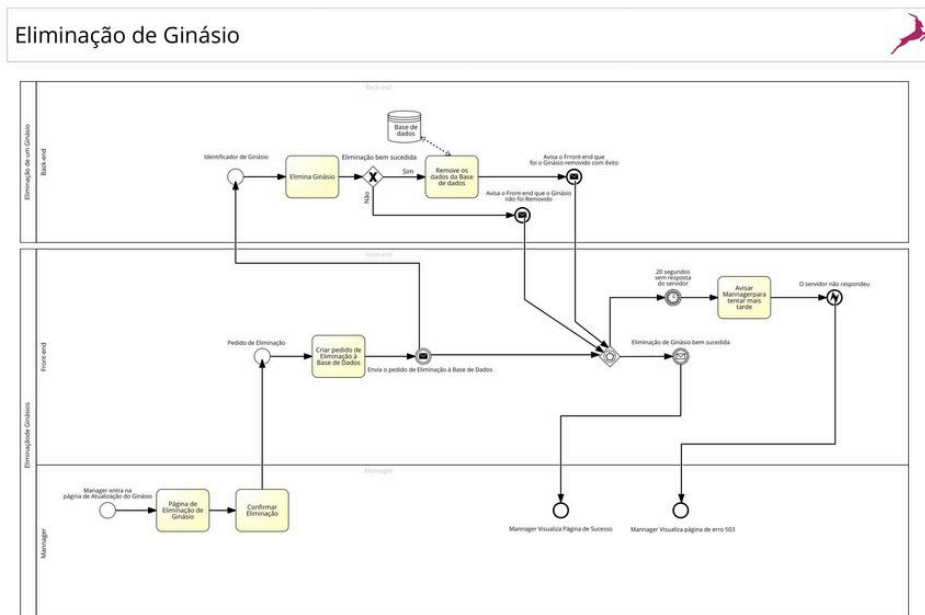 Eliminação de Ginásio
Back-end
Eliminação de um Ginásio
Back-end
Base de
dados
Identificador de Ginásio
Elimina Ginásio
Eliminação bem sucedida
Sim
Não
Remove os
dados da Base
de dados
Avisa o Frront-end que
foi o Ginásio removido com êxito
Avisa o Front-end que o Ginásio
não foi Removido
Eliminaçãode Ginásios
Front-end
20 segundos
sem resposta
do servidor
Avisar
Mannagerpara
tentar mais
tarde
O servidor não respondeu
Pedido de Eliminação
Criar pedido de
Eliminação à
Base de Dados
Envia o pedido de Eliminação à Base de Dados
Eliminação de Ginásio bem sucedida
Mannager
Mannager
Manager entra na
página de Atualização do Ginásio
Página de
Eliminação de
Ginásio
Confirmar
Eliminação
Mannager Visualiza Página de Sucesso
Mannager Visualiza página de erro 503